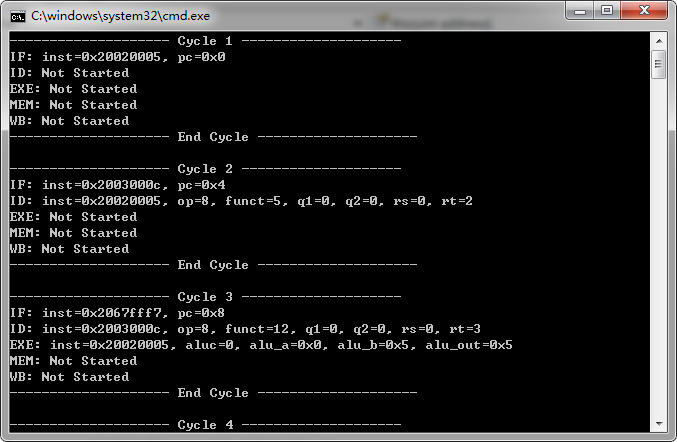 C:\windows\system32\cmd.exe
-------------------- Cycle 1 --------------------
IF: inst=0x20020005, pc=0x0
ID: Not Started
EXE: Not Started
MEM: Not Started
WB: Not Started
-------------------- End Cycle --------------------
-------------------- Cycle 2 --------------------
IF: inst=0x2003000c, pc=0x4
ID: inst=0x20020005, op=8, funct=5, q1=0, q2=0, rs=0, rt=2
EXE: Not Started
MEM: Not Started
WB: Not Started
-------------------- End Cycle --------------------
-------------------- Cycle 3 --------------------
IF: inst=0x2067fff7, pc=0x8
ID: inst=0x2003000c, op=8, funct=12, q1=0, q2=0, rs=0, rt=3
EXE: inst=0x20020005, aluc=0, alu_a=0x0, alu_b=0x5, alu_out=0x5
MEM: Not Started
WB: Not Started
-------------------- End Cycle --------------------
-------------------- Cycle 4 --------------------